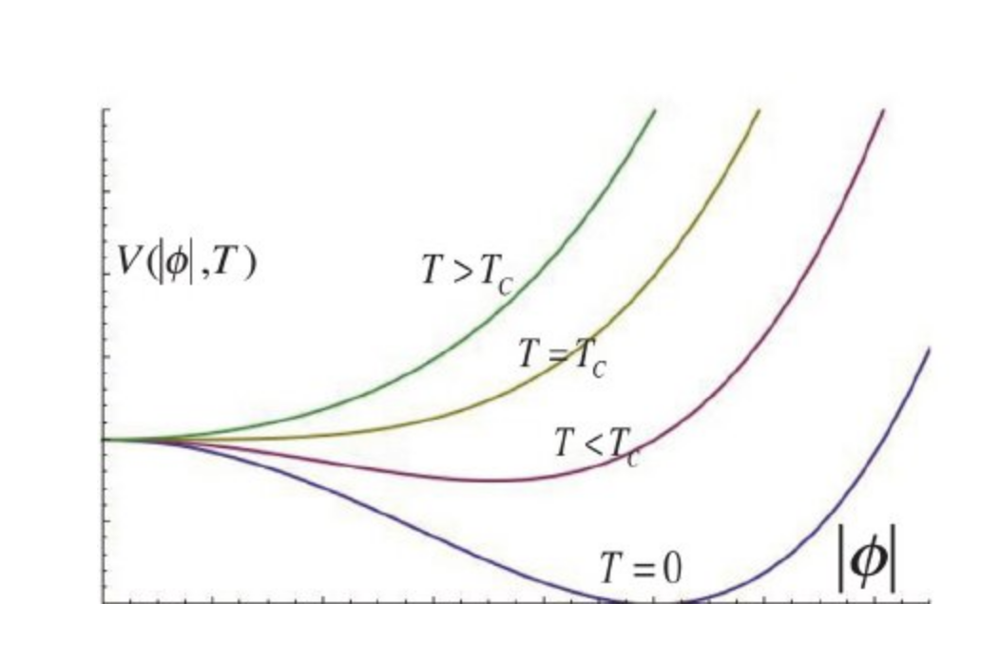 V(|ϕ|,T)
T > T_C
T = T_C
T < T_C
T = 0
|ϕ|